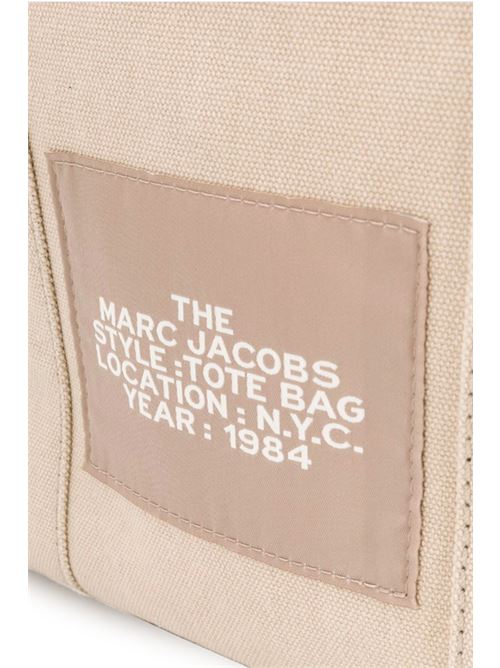 THE
MARC JACOBS
STYLE :TOTE BAG
LOCATION : N.Y.C.
YEAR : 1984